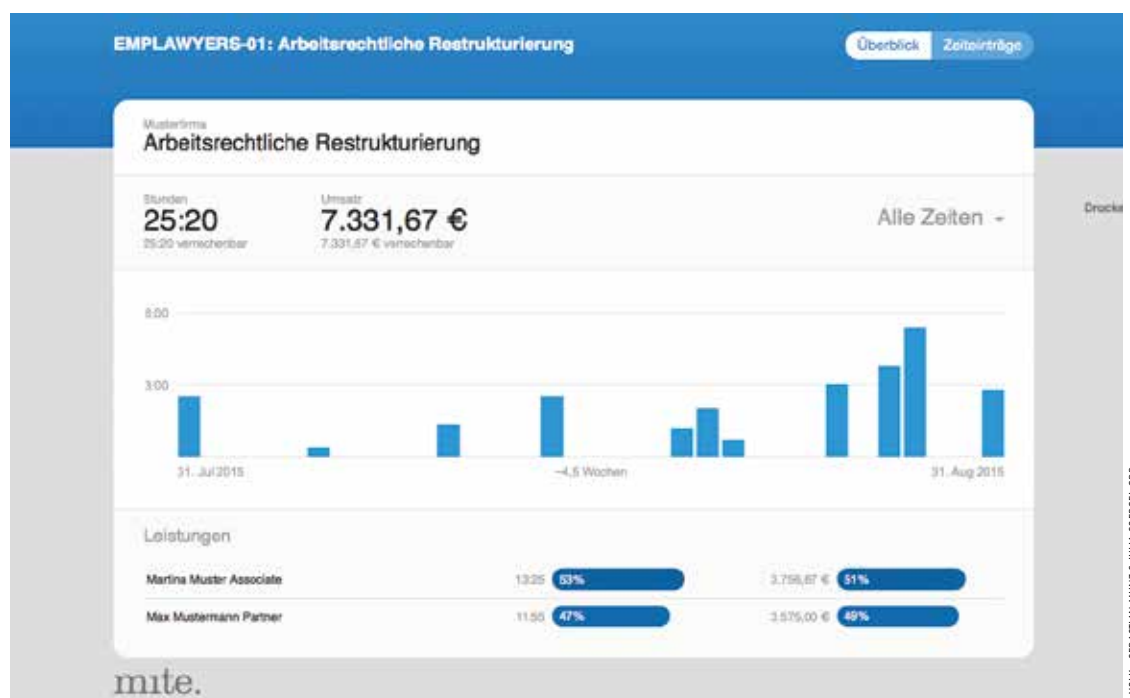 EMPLAWYERS-01: Arbeitsrechtliche Restrukturierung
Überblick Zeiteinträge
Musterfirma
Arbeitsrechtliche Restrukturierung
Stunden Umsatz
25:20 7.331,67 € Alle Zeiten
25:20 verrechenbar 7.331,67 € verrechenbar
Drucke
6:00
3:00
31. Jul 2015 ~4,5 Wochen 31. Aug 2015
Leistungen
Martina Muster Associate 13:25 53% 3.756,67 € 51%
Max Mustermann Partner 11:55 47% 3.575,00 € 49%
mite.